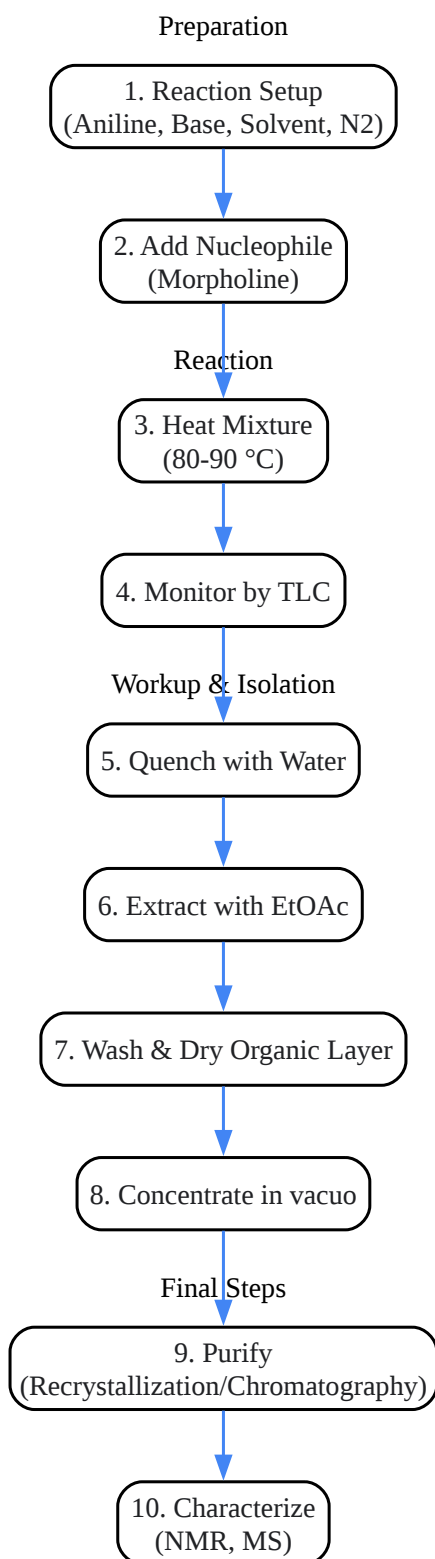 Preparation
1. Reaction Setup
(Aniline, Base, Solvent, N2)
2. Add Nucleophile
(Morpholine)
Reaction
3. Heat Mixture
(80-90 °C)
4. Monitor by TLC
Workup & Isolation
5. Quench with Water
6. Extract with EtOAc
7. Wash & Dry Organic Layer
8. Concentrate in vacuo
Final Steps
9. Purify
(Recrystallization/Chromatography)
10. Characterize
(NMR, MS)